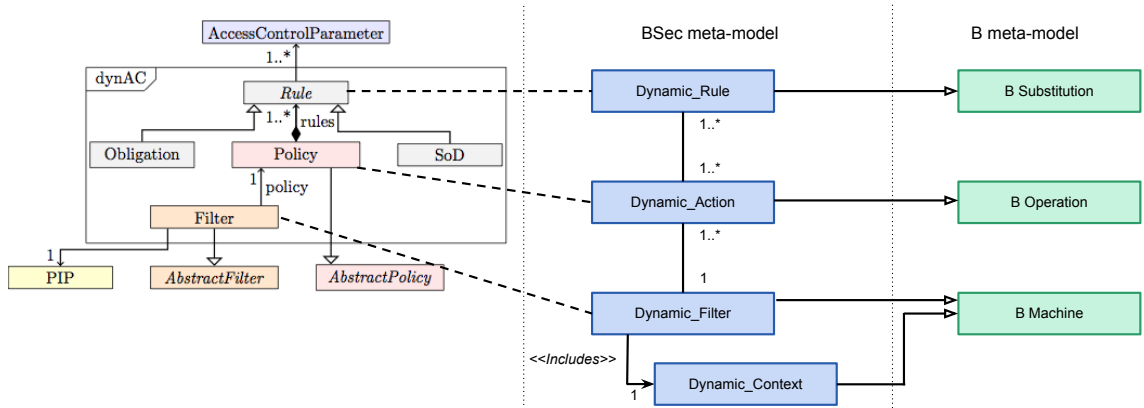 AccessControlParameter
1..*
dynAC
Rule
1..*
rules
Obligation
Policy
SoD
1
policy
Filter
1
PIP
AbstractFilter
AbstractPolicy
BSec meta-model
B meta-model
Dynamic_Rule
B Substitution
1..*
1..*
Dynamic_Action
B Operation
1..*
1
Dynamic_Filter
B Machine
<<Includes>>
1
Dynamic_Context